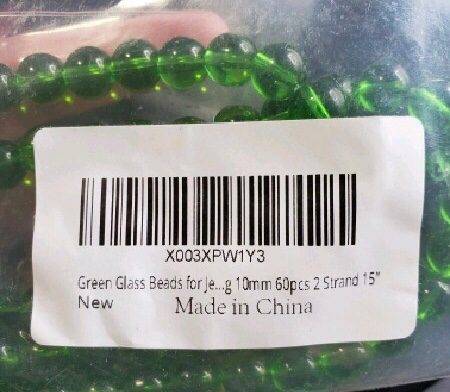 X003XPW1Y3
Green Glass Beads for Je...g 10mm 60pcs 2 Strand 15"
New
Made in China